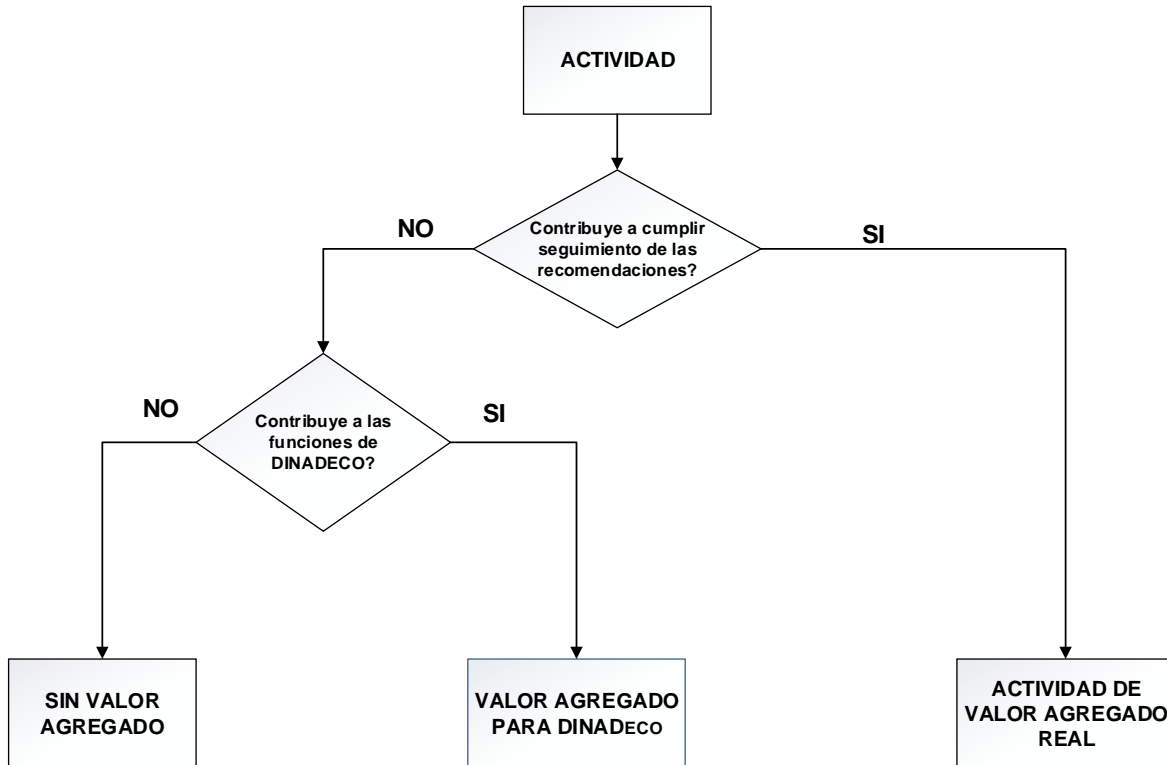 ACTIVIDAD
Contribuye a cumplir
seguimiento de las
recomendaciones?
NO
SI
Contribuye a las
funciones de
DINADECO?
NO
SI
SIN VALOR
AGREGADO
VALOR AGREGADO
PARA DINADECO
ACTIVIDAD DE
VALOR AGREGADO
REAL